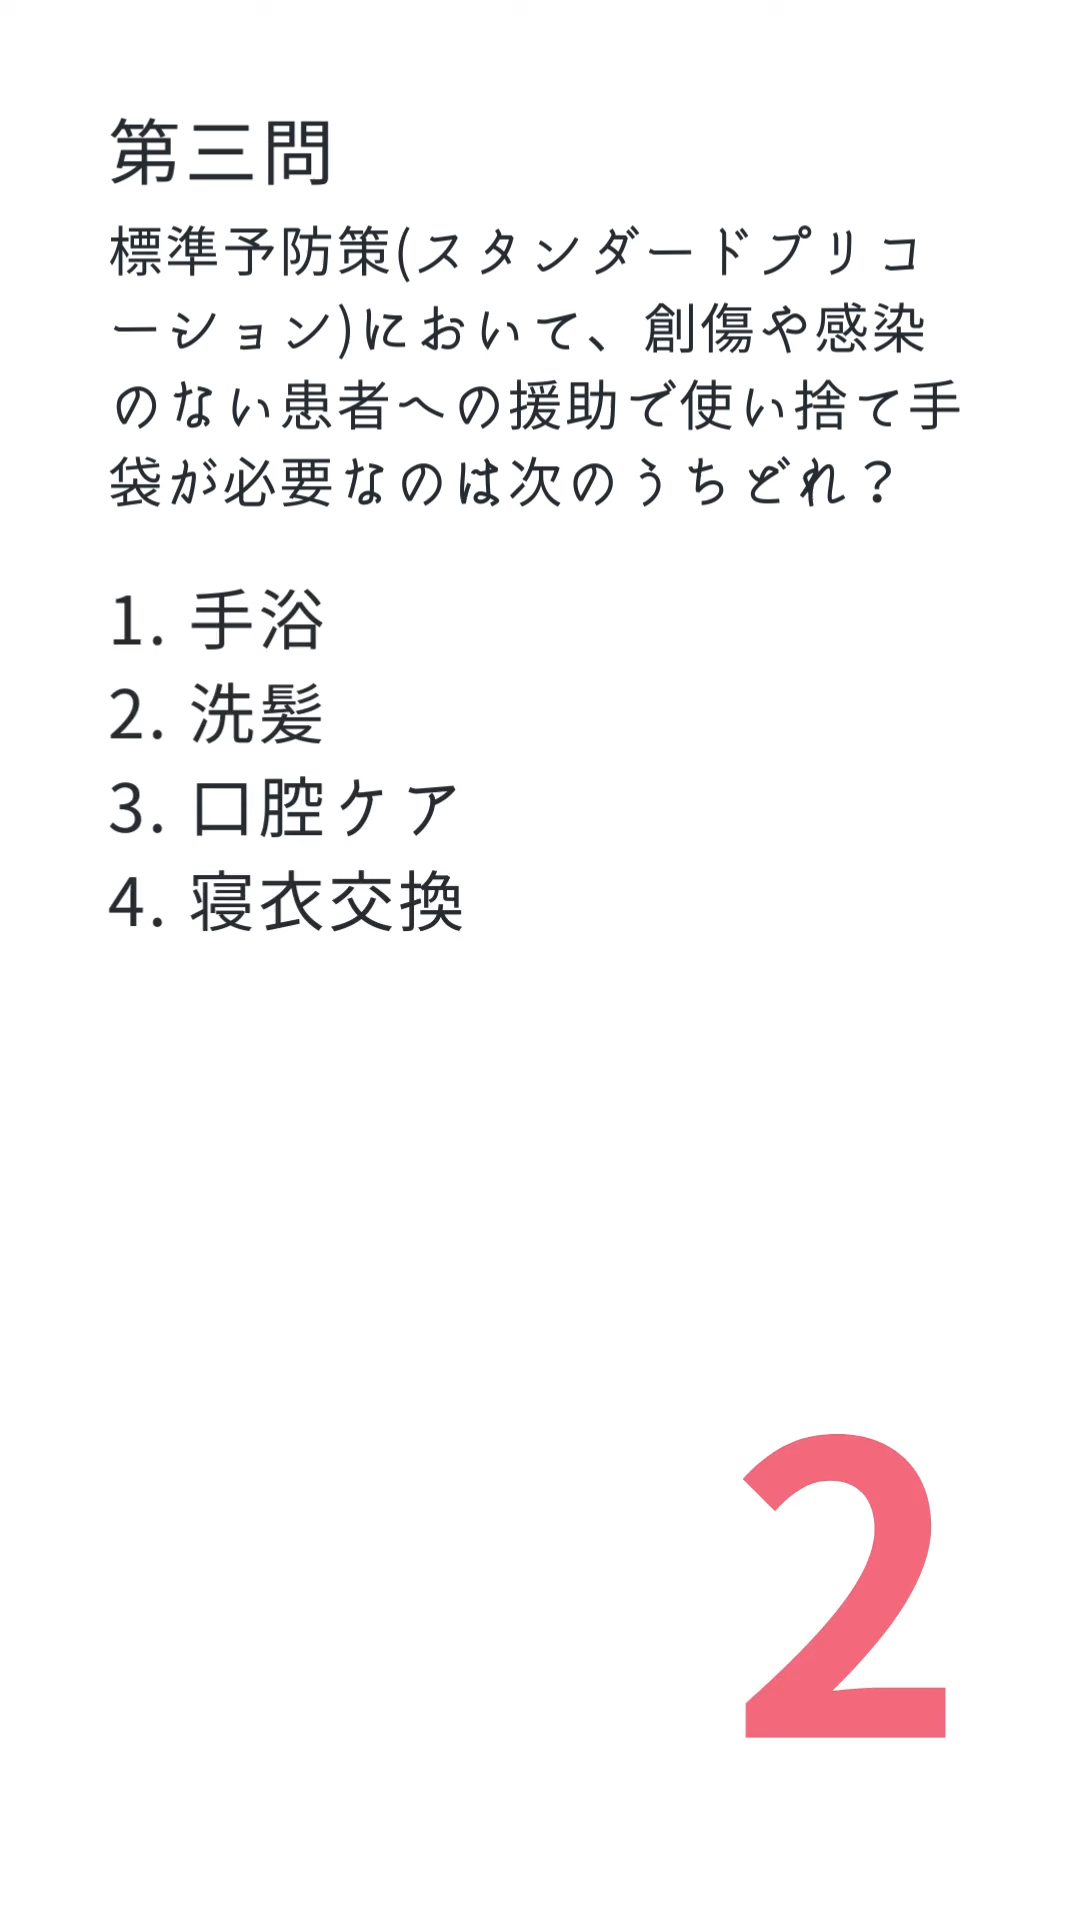 第三問
標準予防策(スタンダードプリコ
ーション)において、創傷や感染
のない患者への援助で使い捨て手
袋が必要なのは次のうちどれ？
1. 手浴
2. 洗髪
3. 口腔ケア
4. 寝衣交換
2